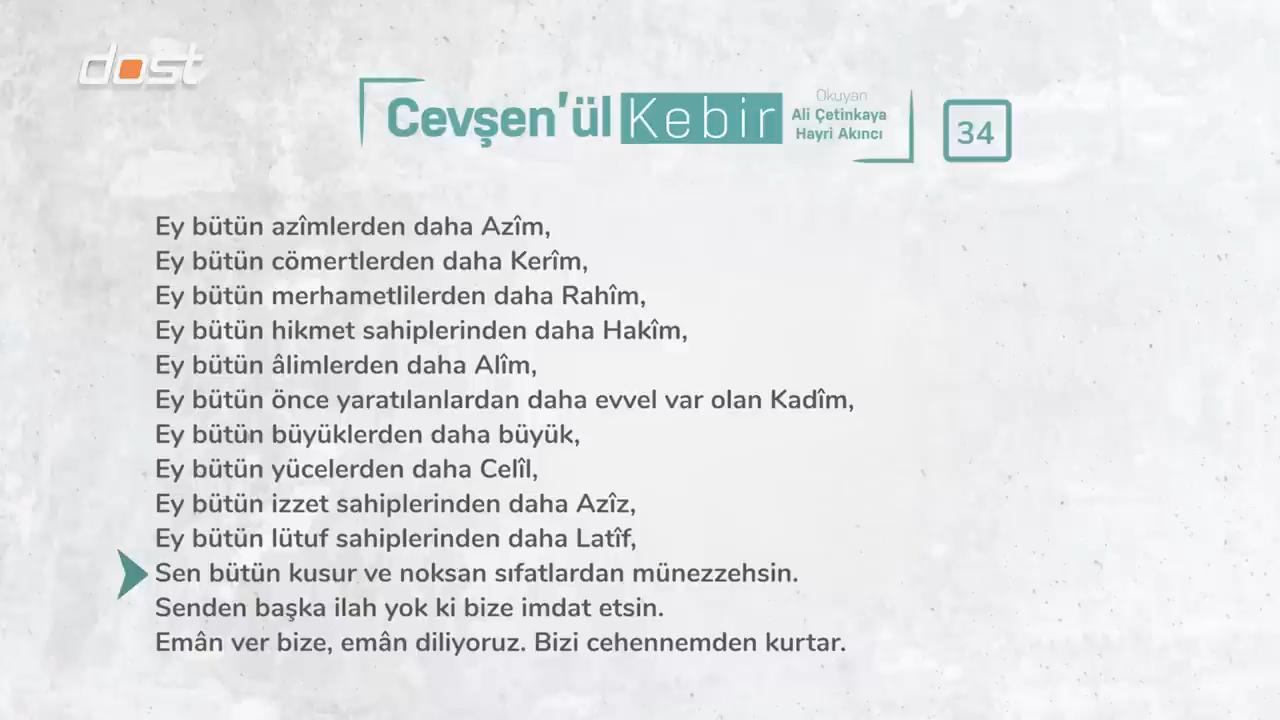 dost
Cevşen'ül Kebir
Okuyan
Ali Çetinkaya
Hayri Akıncı
34
Ey bütün azîmlerden daha Azîm,
Ey bütün cömertlerden daha Kerîm,
Ey bütün merhametlilerden daha Rahîm,
Ey bütün hikmet sahiplerinden daha Hakîm,
Ey bütün âlimlerden daha Alîm,
Ey bütün önce yaratılanlardan daha evvel var olan Kadîm,
Ey bütün büyüklerden daha büyük,
Ey bütün yücelerden daha Celîl,
Ey bütün izzet sahiplerinden daha Azîz,
Ey bütün lütuf sahiplerinden daha Latîf,
Sen bütün kusur ve noksan sıfatlardan münezzehsin.
Senden başka ilah yok ki bize imdat etsin.
Emân ver bize, emân diliyoruz. Bizi cehennemden kurtar.